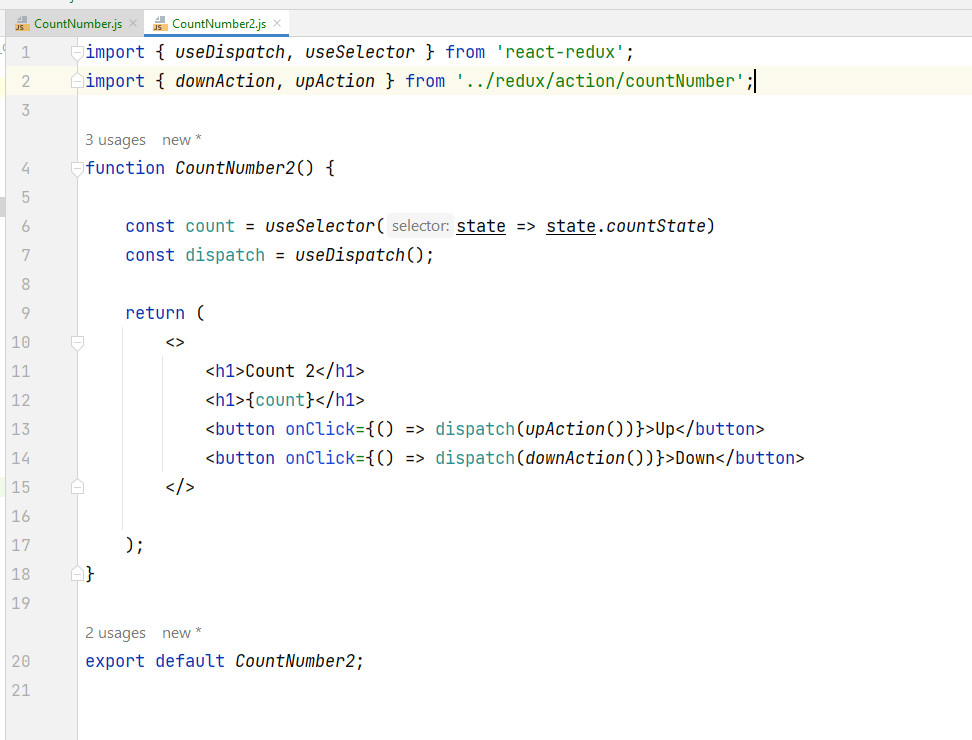 CountNumber.js CountNumber2.js
1 import { useDispatch, useSelector } from 'react-redux';
2 import { downAction, upAction } from '../redux/action/countNumber';
3
3 usages new *
4 function CountNumber2() {
5
6 const count = useSelector( selector: state => state.countState)
7 const dispatch = useDispatch();
8
9 return (
10 <>
11 <h1>Count 2</h1>
12 <h1>{count}</h1>
13 <button onClick={() => dispatch(upAction())}>Up</button>
14 <button onClick={() => dispatch(downAction())}>Down</button>
15 </>
16
17 );
18 }
19
2 usages new *
20 export default CountNumber2;
21